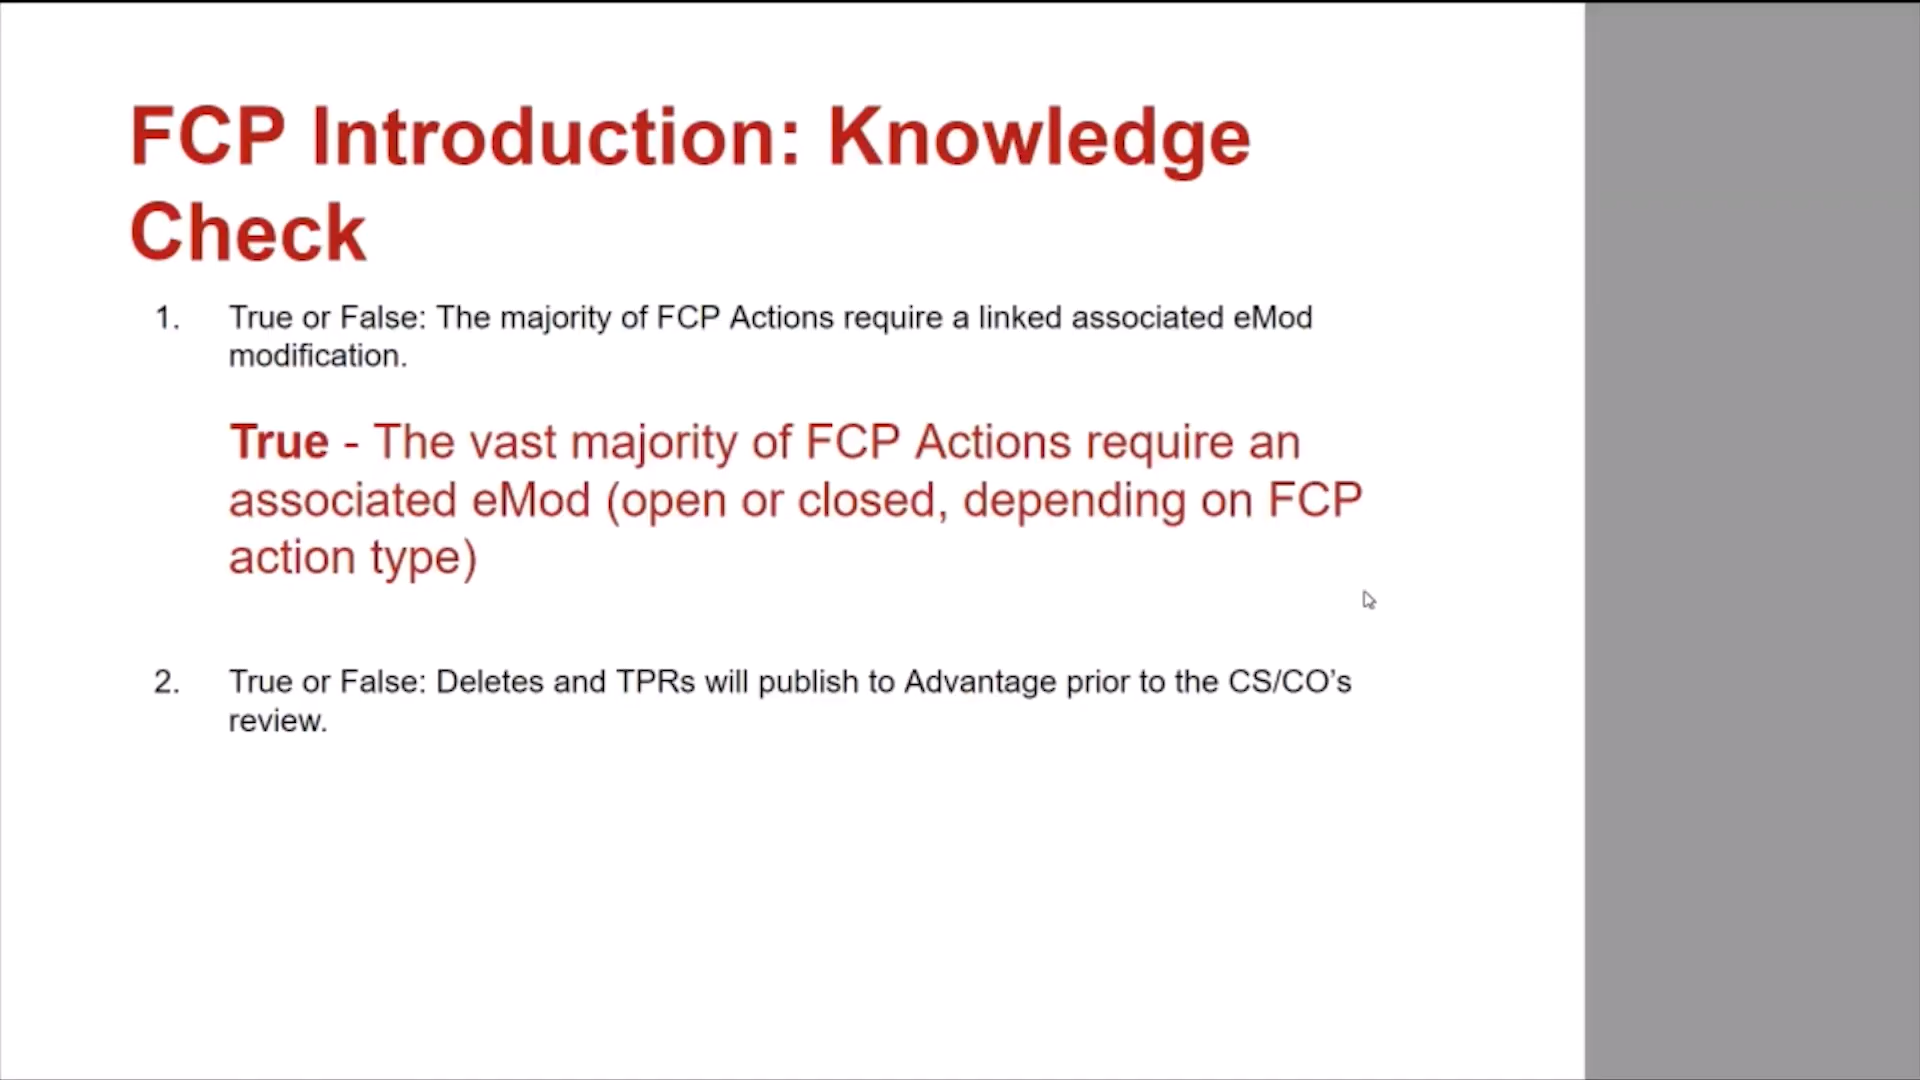 FCP Introduction: Knowledge
Check
1. True or False: The majority of FCP Actions require a linked associated eMod
modification.
True - The vast majority of FCP Actions require an
associated eMod (open or closed, depending on FCP
action type)
2. True or False: Deletes and TPRs will publish to Advantage prior to the CS/CO’s
review.